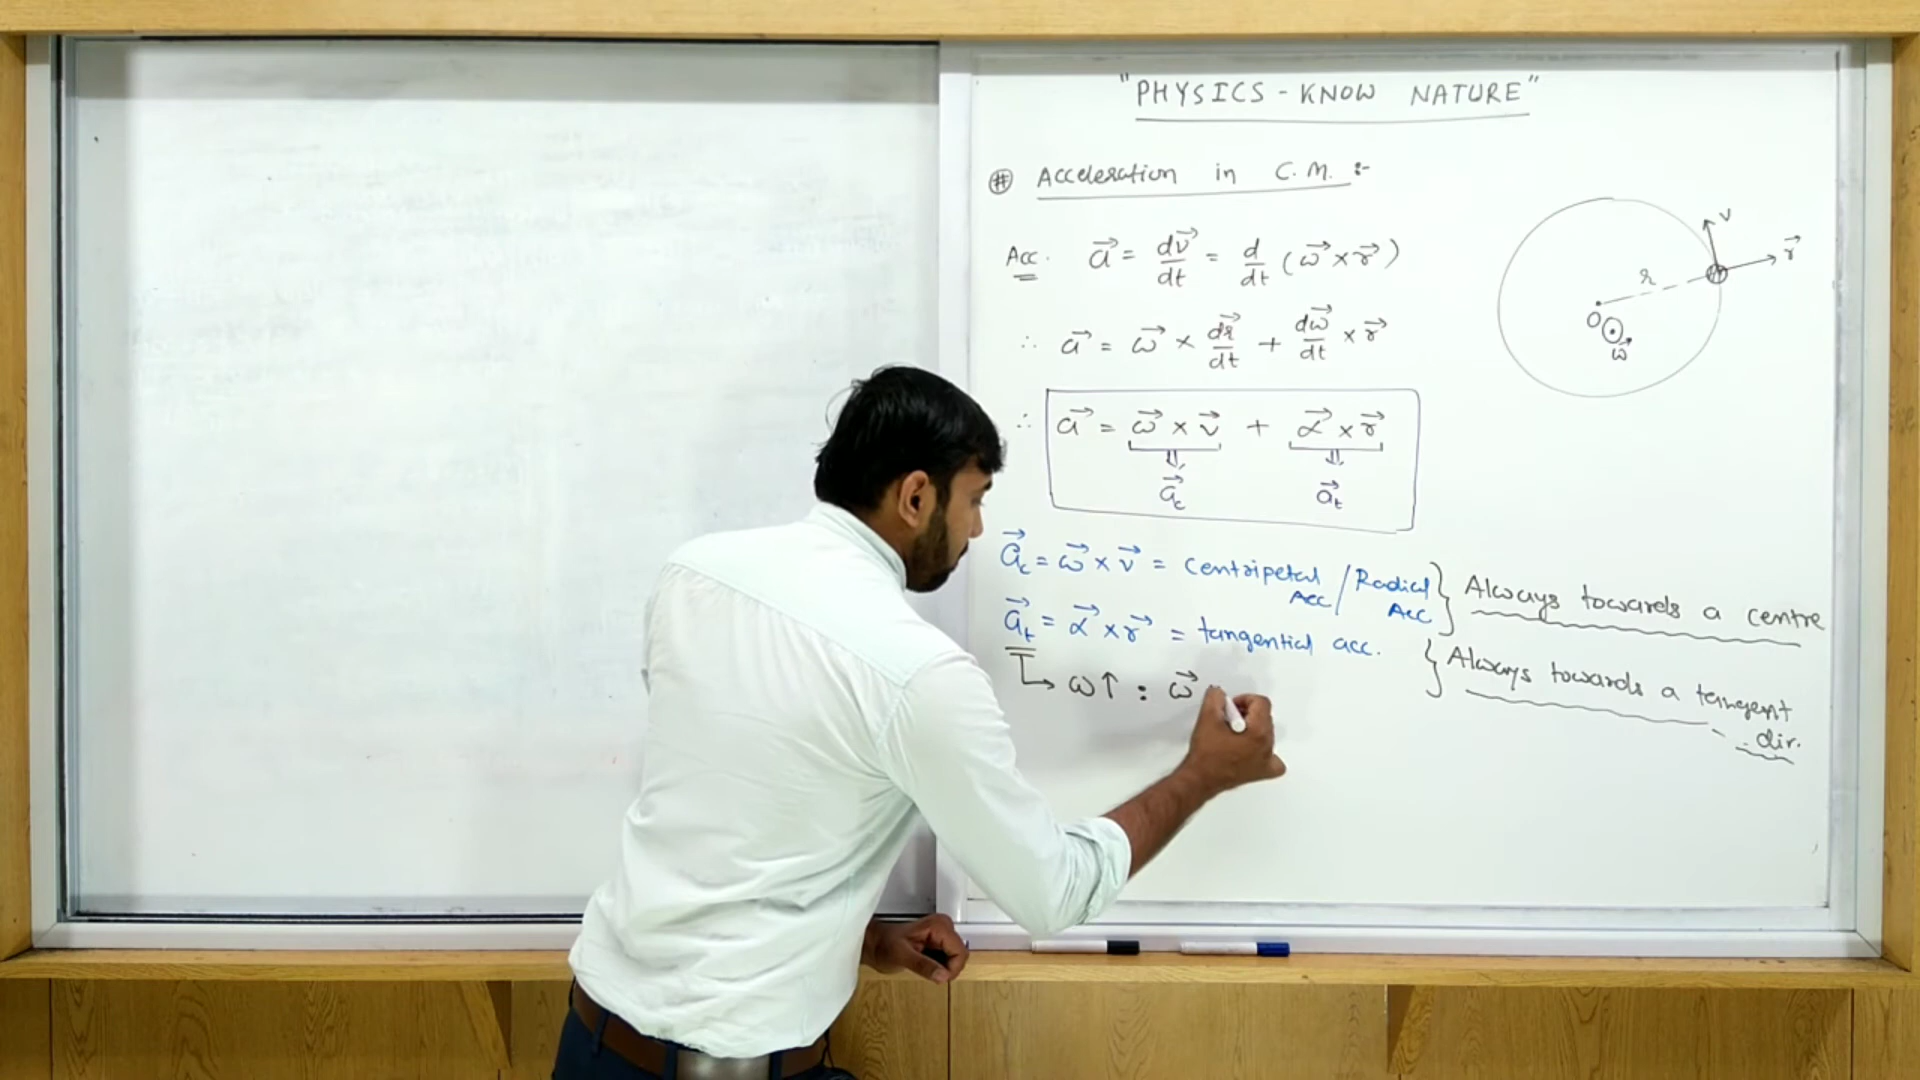 "PHYSICS - KNOW NATURE"
# Acceleration in C.M. :-
Acc. a⃗ = dv⃗/dt = d/dt (ω⃗ × r⃗)
∴ a⃗ = ω⃗ × dr⃗/dt + dω⃗/dt × r⃗
∴ a⃗ = ω⃗ × v⃗ + α⃗ × r⃗
⇓ ⇓
a⃗c a⃗t
a⃗c = ω⃗ × v⃗ = Centripetal Acc / Radial Acc } Always towards a centre
a⃗t = α⃗ × r⃗ = tangential acc. } Always towards a tangent dir.
↳ ω↑ : ω⃗
v
r⃗
r
O
ω⃗